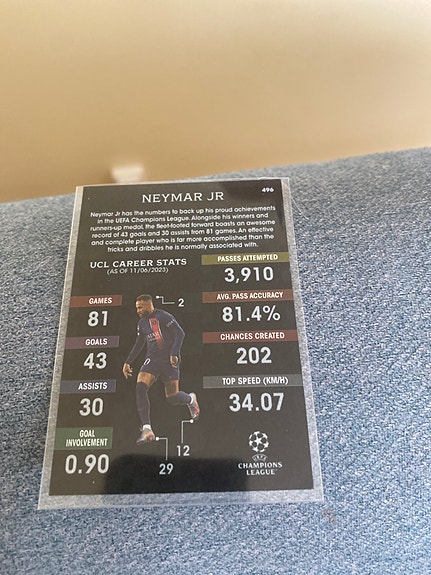 496
NEYMAR JR
Neymar Jr has the numbers to back up his proud achievements
in the UEFA Champions League. Alongside his winners and
runners-up medal, the fleet-footed forward boasts an awesome
record of 43 goals and 30 assists from 81 games. An effective
and complete player who is far more accomplished than the
tricks and dribbles he is normally associated with.
UCL CAREER STATS
(AS OF 11/06/2023)
GAMES
81
GOALS
43
ASSISTS
30
GOAL
INVOLVEMENT
0.90
2
12
29
PASSES ATTEMPTED
3,910
AVG. PASS ACCURACY
81.4%
CHANCES CREATED
202
TOP SPEED (KM/H)
34.07
CHAMPIONS
LEAGUE